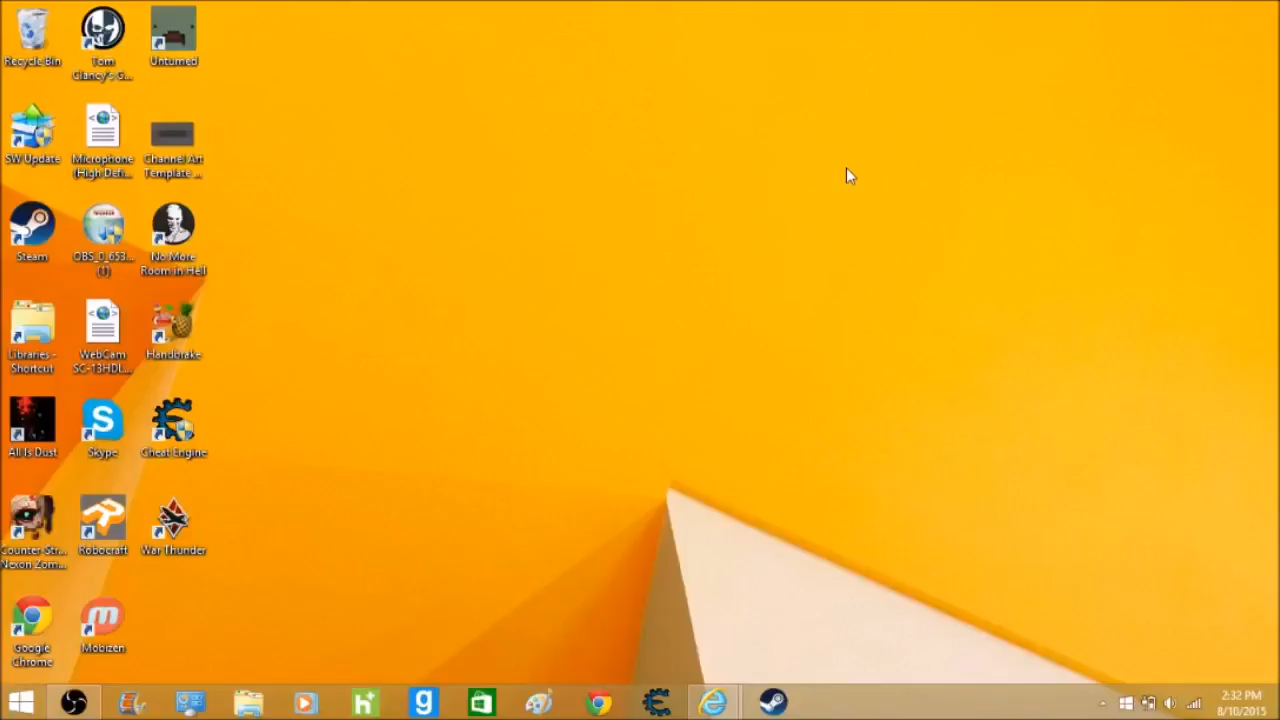 Recycle Bin
Tom
Clancy's G...
Unturned
SW Update
Microphone
(High Defi...
Channel Art
Template ...
Steam
OBS_0_653...
(1)
No More
Room in Hell
Libraries -
Shortcut
WebCam
SC-13HDL...
Handbrake
All Is Dust
Skype
Cheat Engine
Counter-Str...
Nexon Zom...
Robocraft
War Thunder
Google
Chrome
Mobizen
2:32 PM
8/10/2015